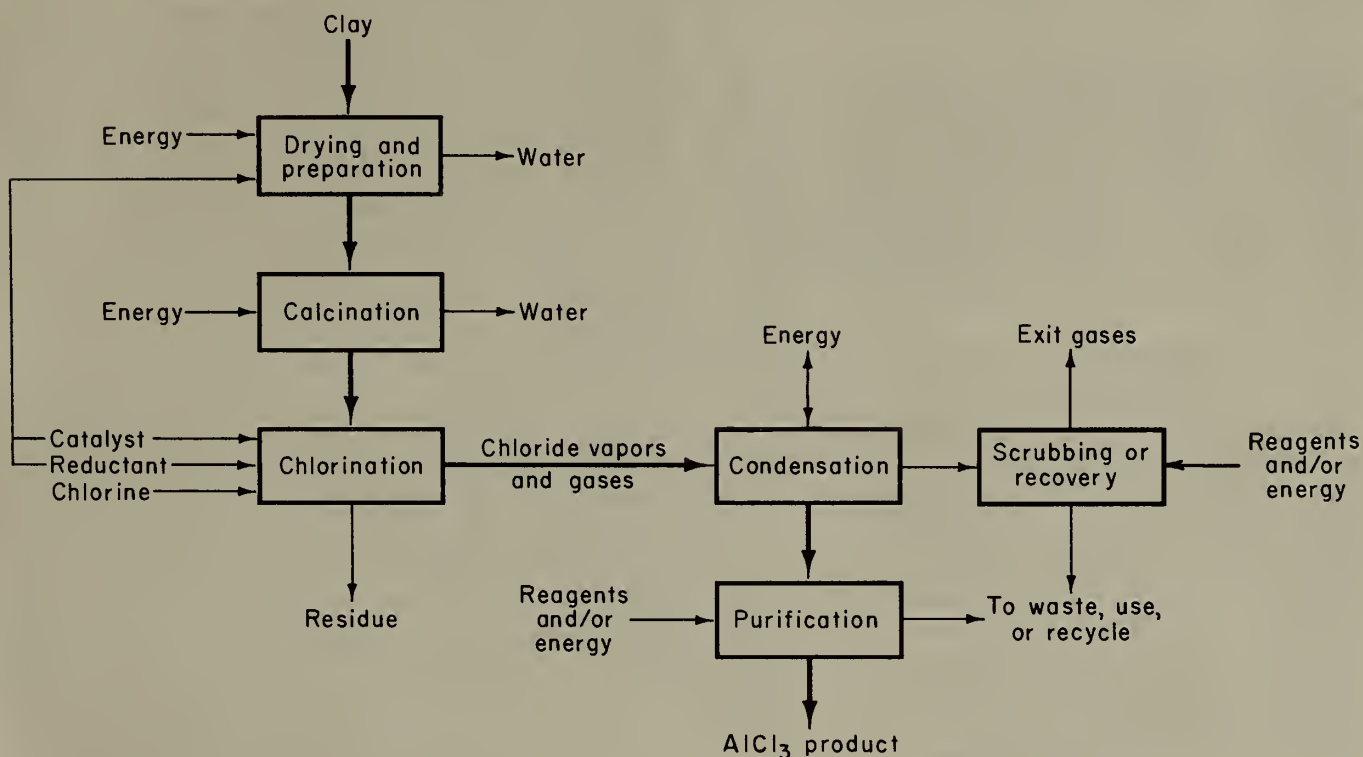 Clay
Energy
Drying and
preparation
Water
Energy
Calcination
Water
Catalyst
Reductant
Chlorine
Chlorination
Residue
Chloride vapors
and gases
Energy
Condensation
Exit gases
Scrubbing or
recovery
Reagents
and/or
energy
Reagents
and/or
energy
Purification
To waste, use,
or recycle
AlCl₃ product